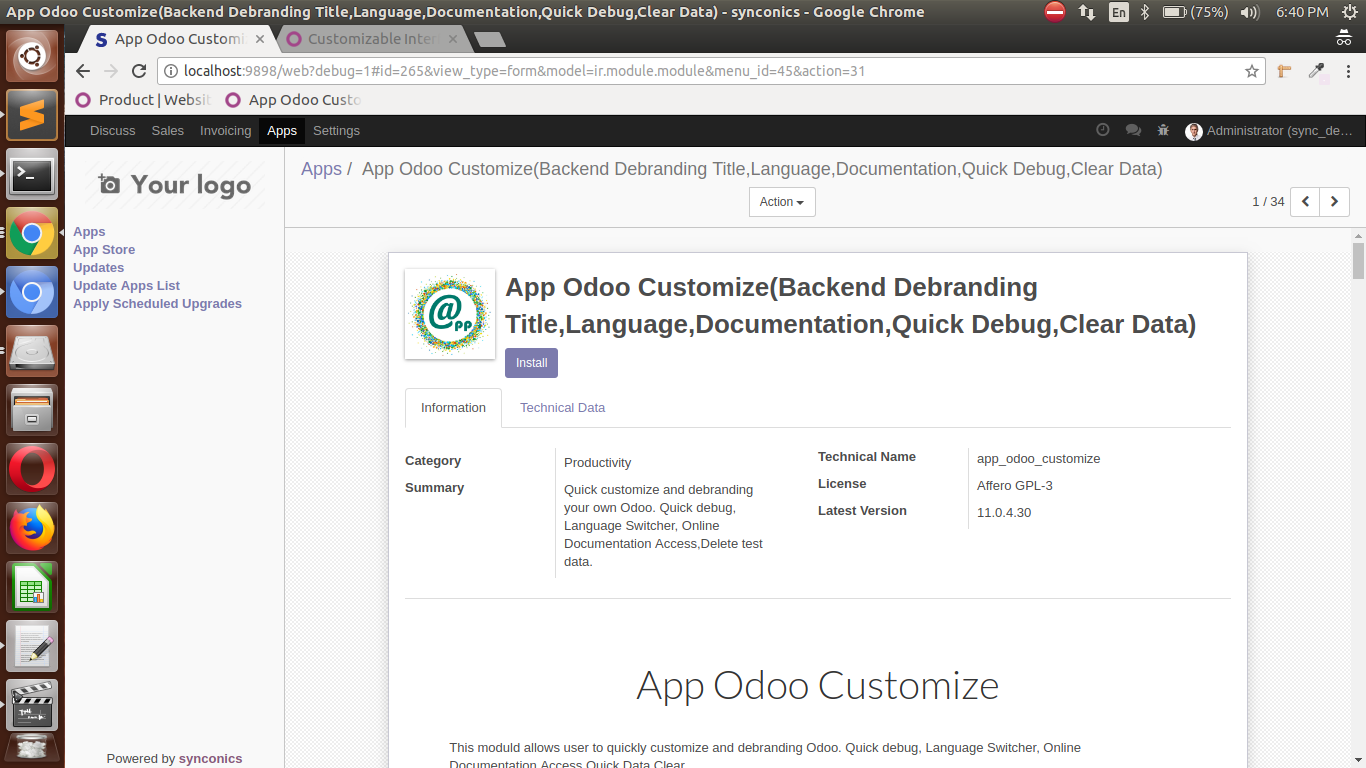 App Odoo Customize(Backend Debranding Title,Language,Documentation,Quick Debug,Clear Data) - synconics - Google Chrome
En (75%) 6:40 PM
App Odoo Customi
Customizable Inter
localhost:9898/web?debug=1#id=265&view_type=form&model=ir.module.module&menu_id=45&action=31
Product | Websit
App Odoo Custo
Discuss Sales Invoicing Apps Settings
Administrator (sync_de...
Your logo
Apps
App Store
Updates
Update Apps List
Apply Scheduled Upgrades
Powered by synconics
Apps / App Odoo Customize(Backend Debranding Title,Language,Documentation,Quick Debug,Clear Data)
Action
1 / 34
@pp
App Odoo Customize(Backend Debranding
Title,Language,Documentation,Quick Debug,Clear Data)
Install
Information Technical Data
Category Productivity
Summary Quick customize and debranding
your own Odoo. Quick debug,
Language Switcher, Online
Documentation Access,Delete test
data.
Technical Name app_odoo_customize
License Affero GPL-3
Latest Version 11.0.4.30
App Odoo Customize
This moduld allows user to quickly customize and debranding Odoo. Quick debug, Language Switcher, Online
Documentation Access,Quick Data Clear